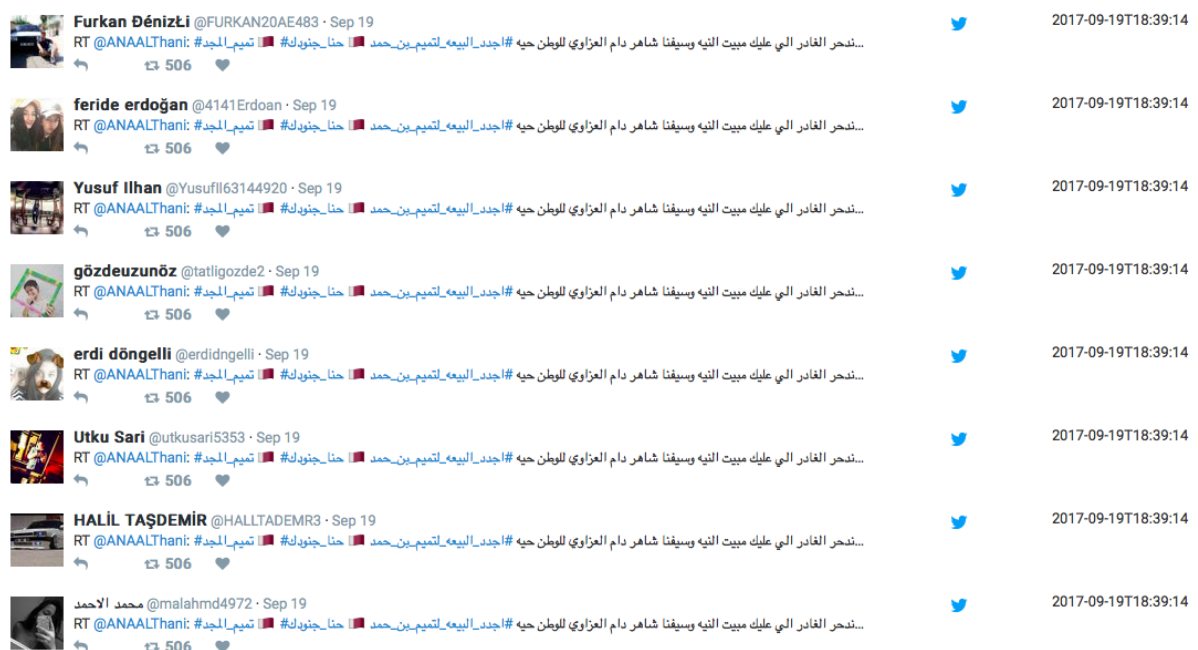 Furkan ÐénizŁi @FURKAN20AE483 · Sep 19 2017-09-19T18:39:14
RT @ANAALThani: ندحر الغادر الي عليك مبيت النيه وسيفنا شاهر دام العزاوي للوطن حيه #اجدد_البيعه_لتميم_بن_حمد 🇶🇦 #حنا_جنودك 🇶🇦 #تميم_المجد…
506
feride erdoğan @4141Erdoan · Sep 19 2017-09-19T18:39:14
RT @ANAALThani: ندحر الغادر الي عليك مبيت النيه وسيفنا شاهر دام العزاوي للوطن حيه #اجدد_البيعه_لتميم_بن_حمد 🇶🇦 #حنا_جنودك 🇶🇦 #تميم_المجد…
506
Yusuf Ilhan @YusufIl63144920 · Sep 19 2017-09-19T18:39:14
RT @ANAALThani: ندحر الغادر الي عليك مبيت النيه وسيفنا شاهر دام العزاوي للوطن حيه #اجدد_البيعه_لتميم_بن_حمد 🇶🇦 #حنا_جنودك 🇶🇦 #تميم_المجد…
506
gözdeuzunöz @tatligozde2 · Sep 19 2017-09-19T18:39:14
RT @ANAALThani: ندحر الغادر الي عليك مبيت النيه وسيفنا شاهر دام العزاوي للوطن حيه #اجدد_البيعه_لتميم_بن_حمد 🇶🇦 #حنا_جنودك 🇶🇦 #تميم_المجد…
506
erdi döngelli @erdidngelli · Sep 19 2017-09-19T18:39:14
RT @ANAALThani: ندحر الغادر الي عليك مبيت النيه وسيفنا شاهر دام العزاوي للوطن حيه #اجدد_البيعه_لتميم_بن_حمد 🇶🇦 #حنا_جنودك 🇶🇦 #تميم_المجد…
506
Utku Sari @utkusari5353 · Sep 19 2017-09-19T18:39:14
RT @ANAALThani: ندحر الغادر الي عليك مبيت النيه وسيفنا شاهر دام العزاوي للوطن حيه #اجدد_البيعه_لتميم_بن_حمد 🇶🇦 #حنا_جنودك 🇶🇦 #تميم_المجد…
506
HALİL TAŞDEMİR @HALLTADEMR3 · Sep 19 2017-09-19T18:39:14
RT @ANAALThani: ندحر الغادر الي عليك مبيت النيه وسيفنا شاهر دام العزاوي للوطن حيه #اجدد_البيعه_لتميم_بن_حمد 🇶🇦 #حنا_جنودك 🇶🇦 #تميم_المجد…
506
محمد الاحمد @malahmd4972 · Sep 19 2017-09-19T18:39:14
RT @ANAALThani: ندحر الغادر الي عليك مبيت النيه وسيفنا شاهر دام العزاوي للوطن حيه #اجدد_البيعه_لتميم_بن_حمد 🇶🇦 #حنا_جنودك 🇶🇦 #تميم_المجد…
506